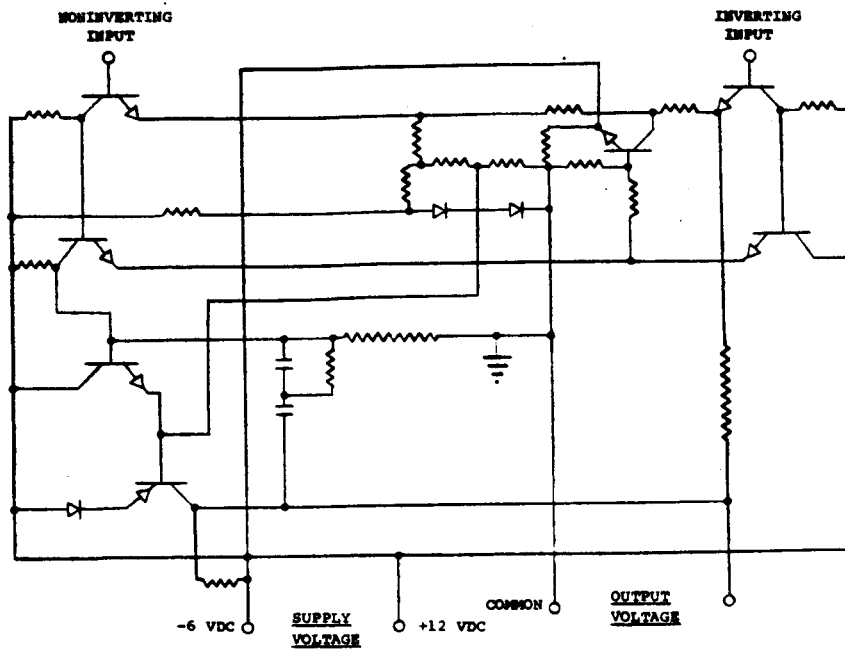 NONINVERTING
INPUT
INVERTING
INPUT
-6 VDC
SUPPLY
VOLTAGE
+12 VDC
COMMON
OUTPUT
VOLTAGE